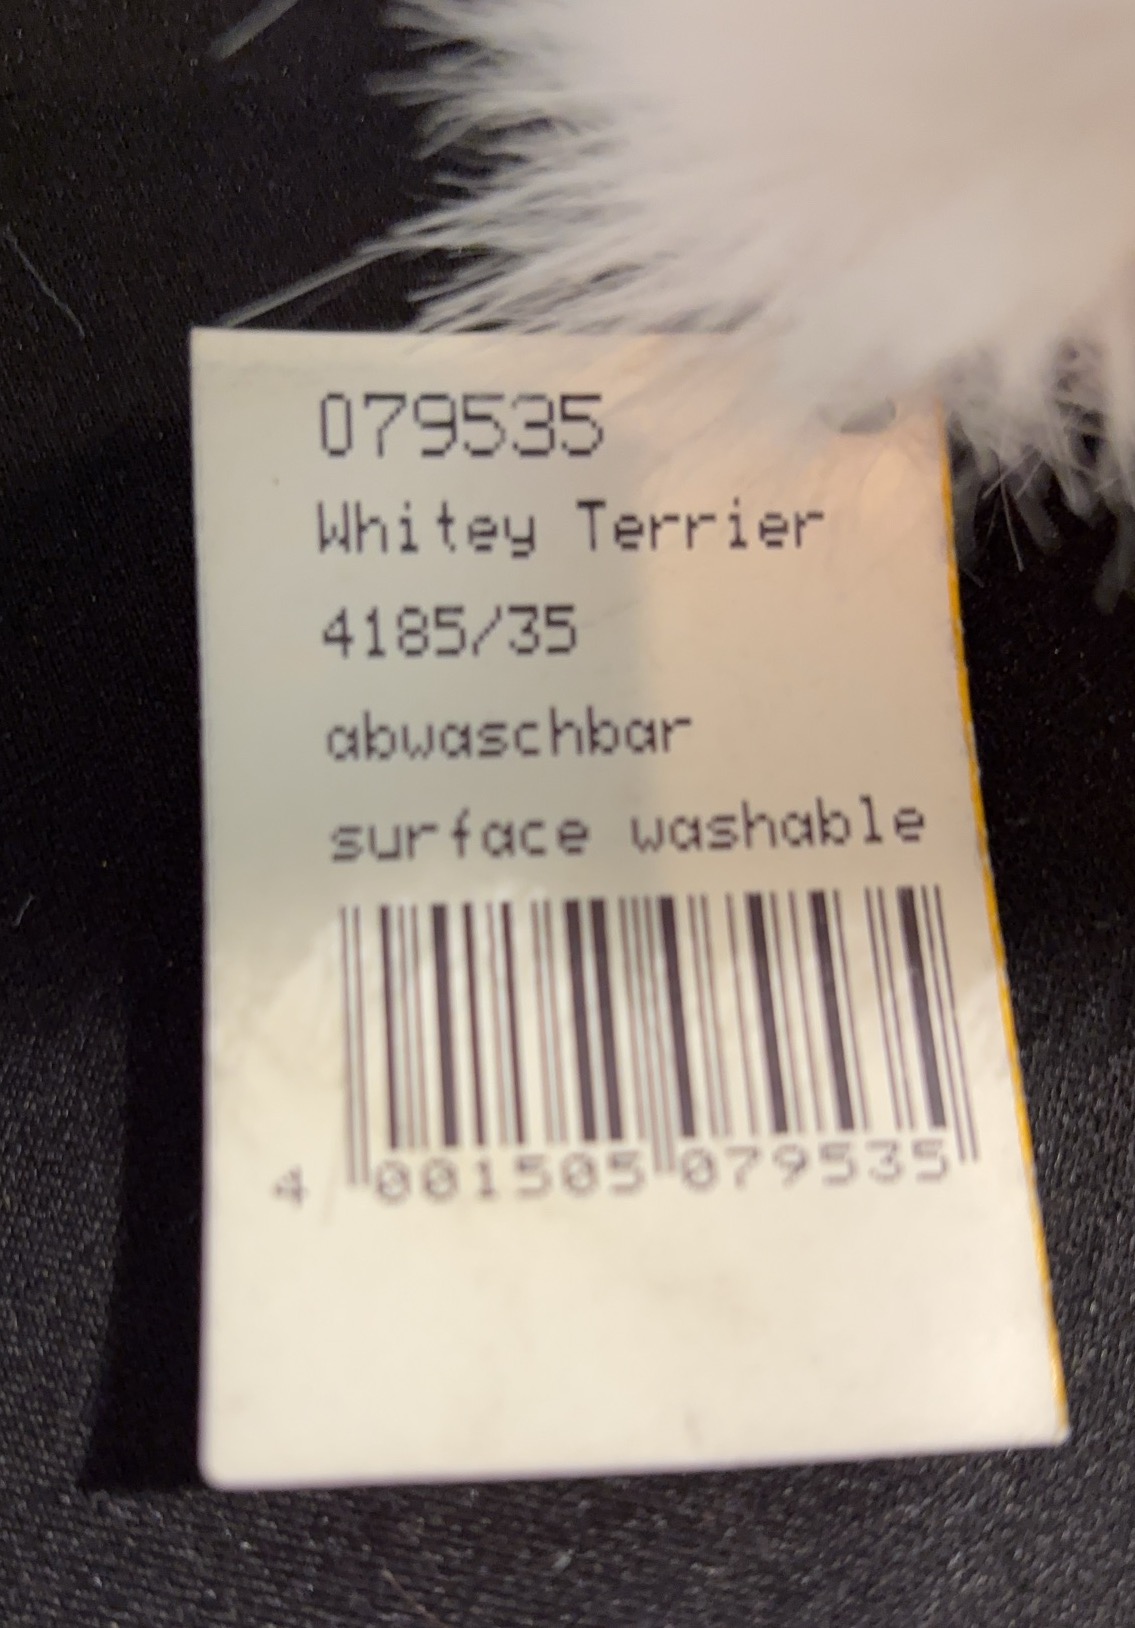 079535
Whitey Terrier
4185/35
abwaschbar
surface washable
4 001505 079535